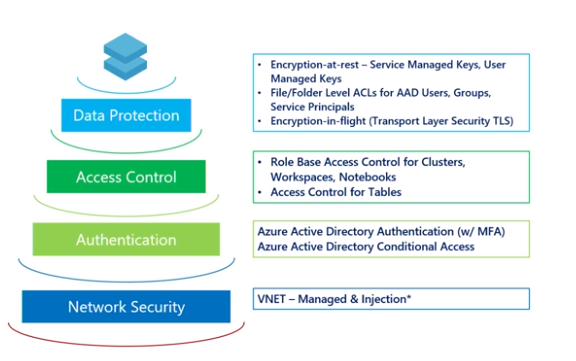 Data Protection
• Encryption-at-rest – Service Managed Keys, User
Managed Keys
• File/Folder Level ACLs for AAD Users, Groups,
Service Principals
• Encryption-in-flight (Transport Layer Security TLS)
Access Control
• Role Base Access Control for Clusters,
Workspaces, Notebooks
• Access Control for Tables
Authentication
Azure Active Directory Authentication (w/ MFA)
Azure Active Directory Conditional Access
Network Security
VNET – Managed & Injection*